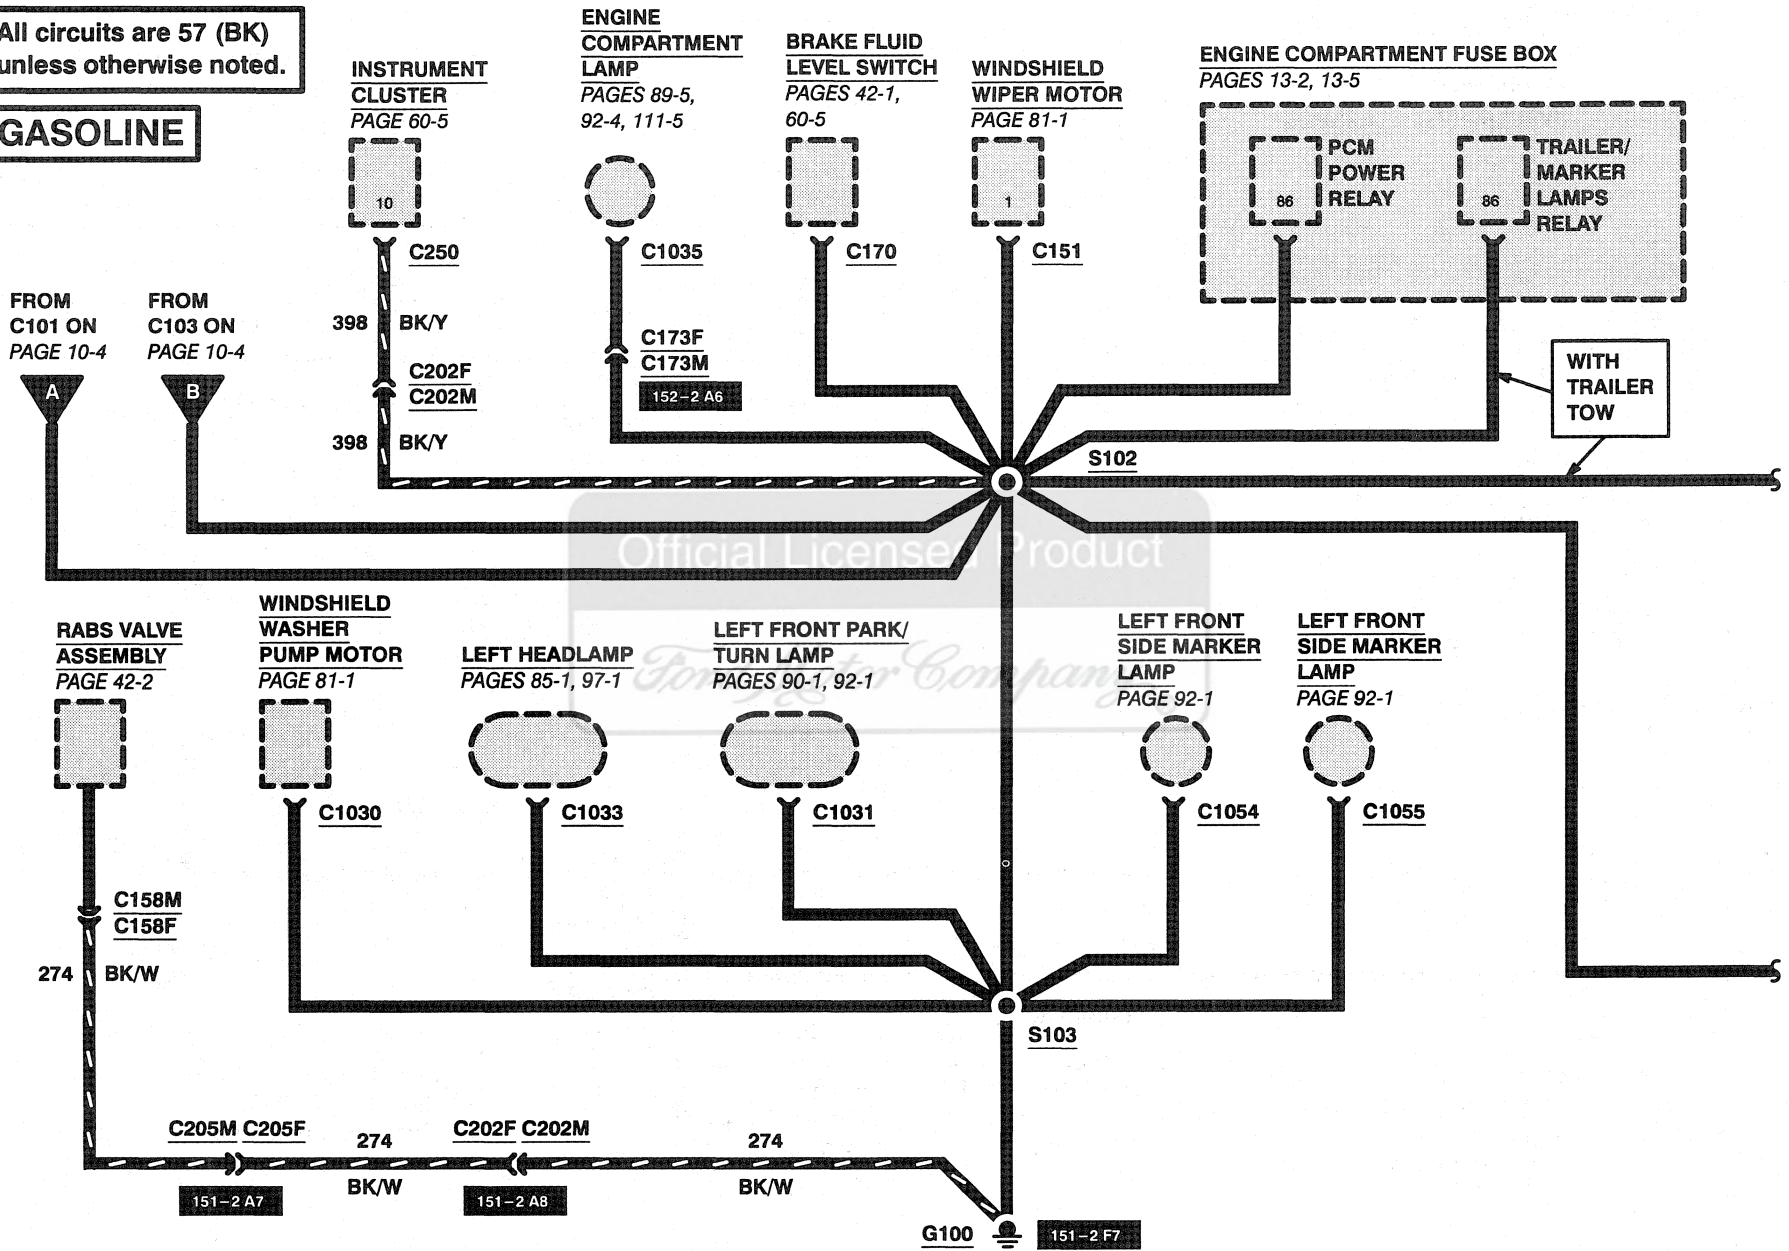 All circuits are 57 (BK)
unless otherwise noted.
GASOLINE
INSTRUMENT
CLUSTER
PAGE 60-5
10
C250
398 BK/Y
C202F
C202M
398 BK/Y
ENGINE
COMPARTMENT
LAMP
PAGES 89-5,
92-4, 111-5
C1035
C173F
C173M
152-2 A6
BRAKE FLUID
LEVEL SWITCH
PAGES 42-1,
60-5
C170
WINDSHIELD
WIPER MOTOR
PAGE 81-1
1
C151
ENGINE COMPARTMENT FUSE BOX
PAGES 13-2, 13-5
86
PCM
POWER
RELAY
86
TRAILER/
MARKER
LAMPS
RELAY
WITH
TRAILER
TOW
FROM
C101 ON
PAGE 10-4
A
FROM
C103 ON
PAGE 10-4
B
S102
Official Licensed Product
Ford Motor Company
RABS VALVE
ASSEMBLY
PAGE 42-2
C158M
C158F
274 BK/W
WINDSHIELD
WASHER
PUMP MOTOR
PAGE 81-1
C1030
LEFT HEADLAMP
PAGES 85-1, 97-1
C1033
LEFT FRONT PARK/
TURN LAMP
PAGES 90-1, 92-1
C1031
LEFT FRONT
SIDE MARKER
LAMP
PAGE 92-1
C1054
LEFT FRONT
SIDE MARKER
LAMP
PAGE 92-1
C1055
S103
C205M C205F
274
BK/W
151-2 A7
C202F C202M
274
BK/W
151-2 A8
G100
151-2 F7